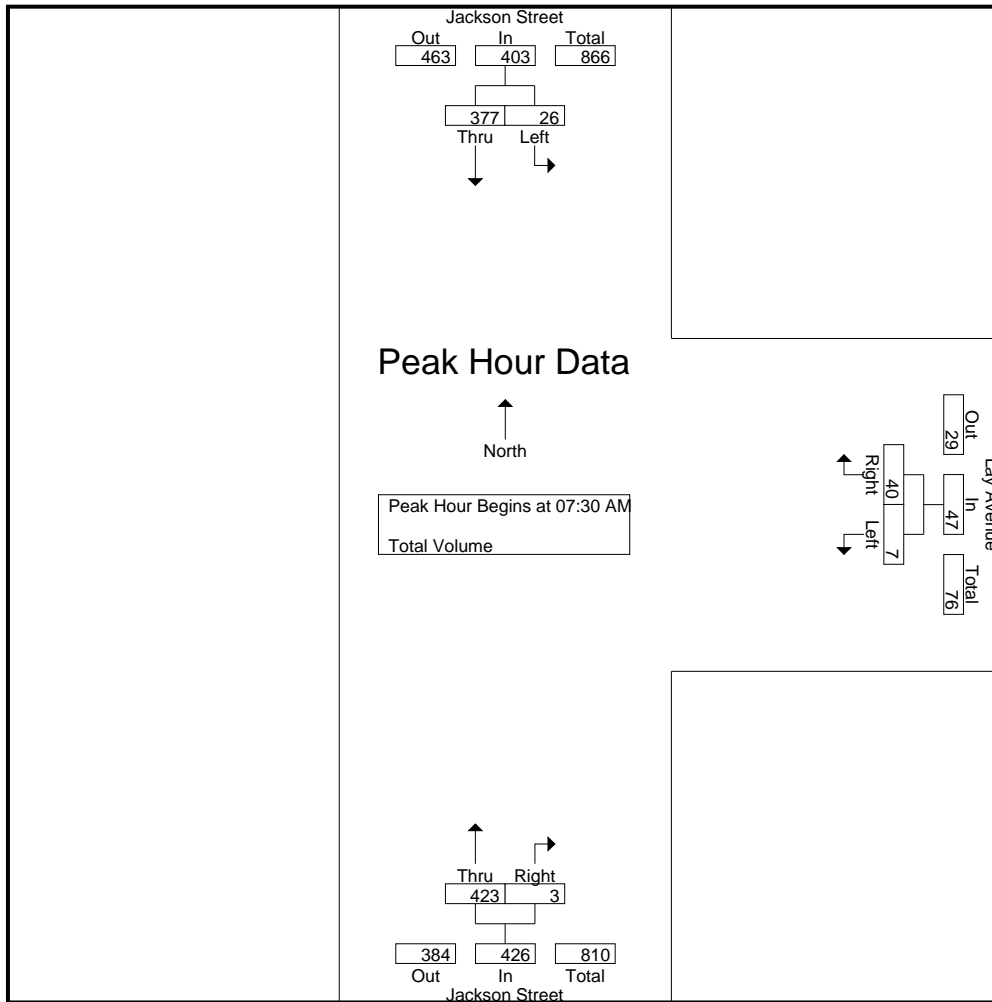 Jackson Street
Out In Total
463 403 866
377 26
Thru Left
Peak Hour Data
North
Peak Hour Begins at 07:30 AM
Total Volume
Right Left
40 7
Out In Total
29 47 76
Lay Avenue
Thru Right
423 3
384 426 810
Out In Total
Jackson Street